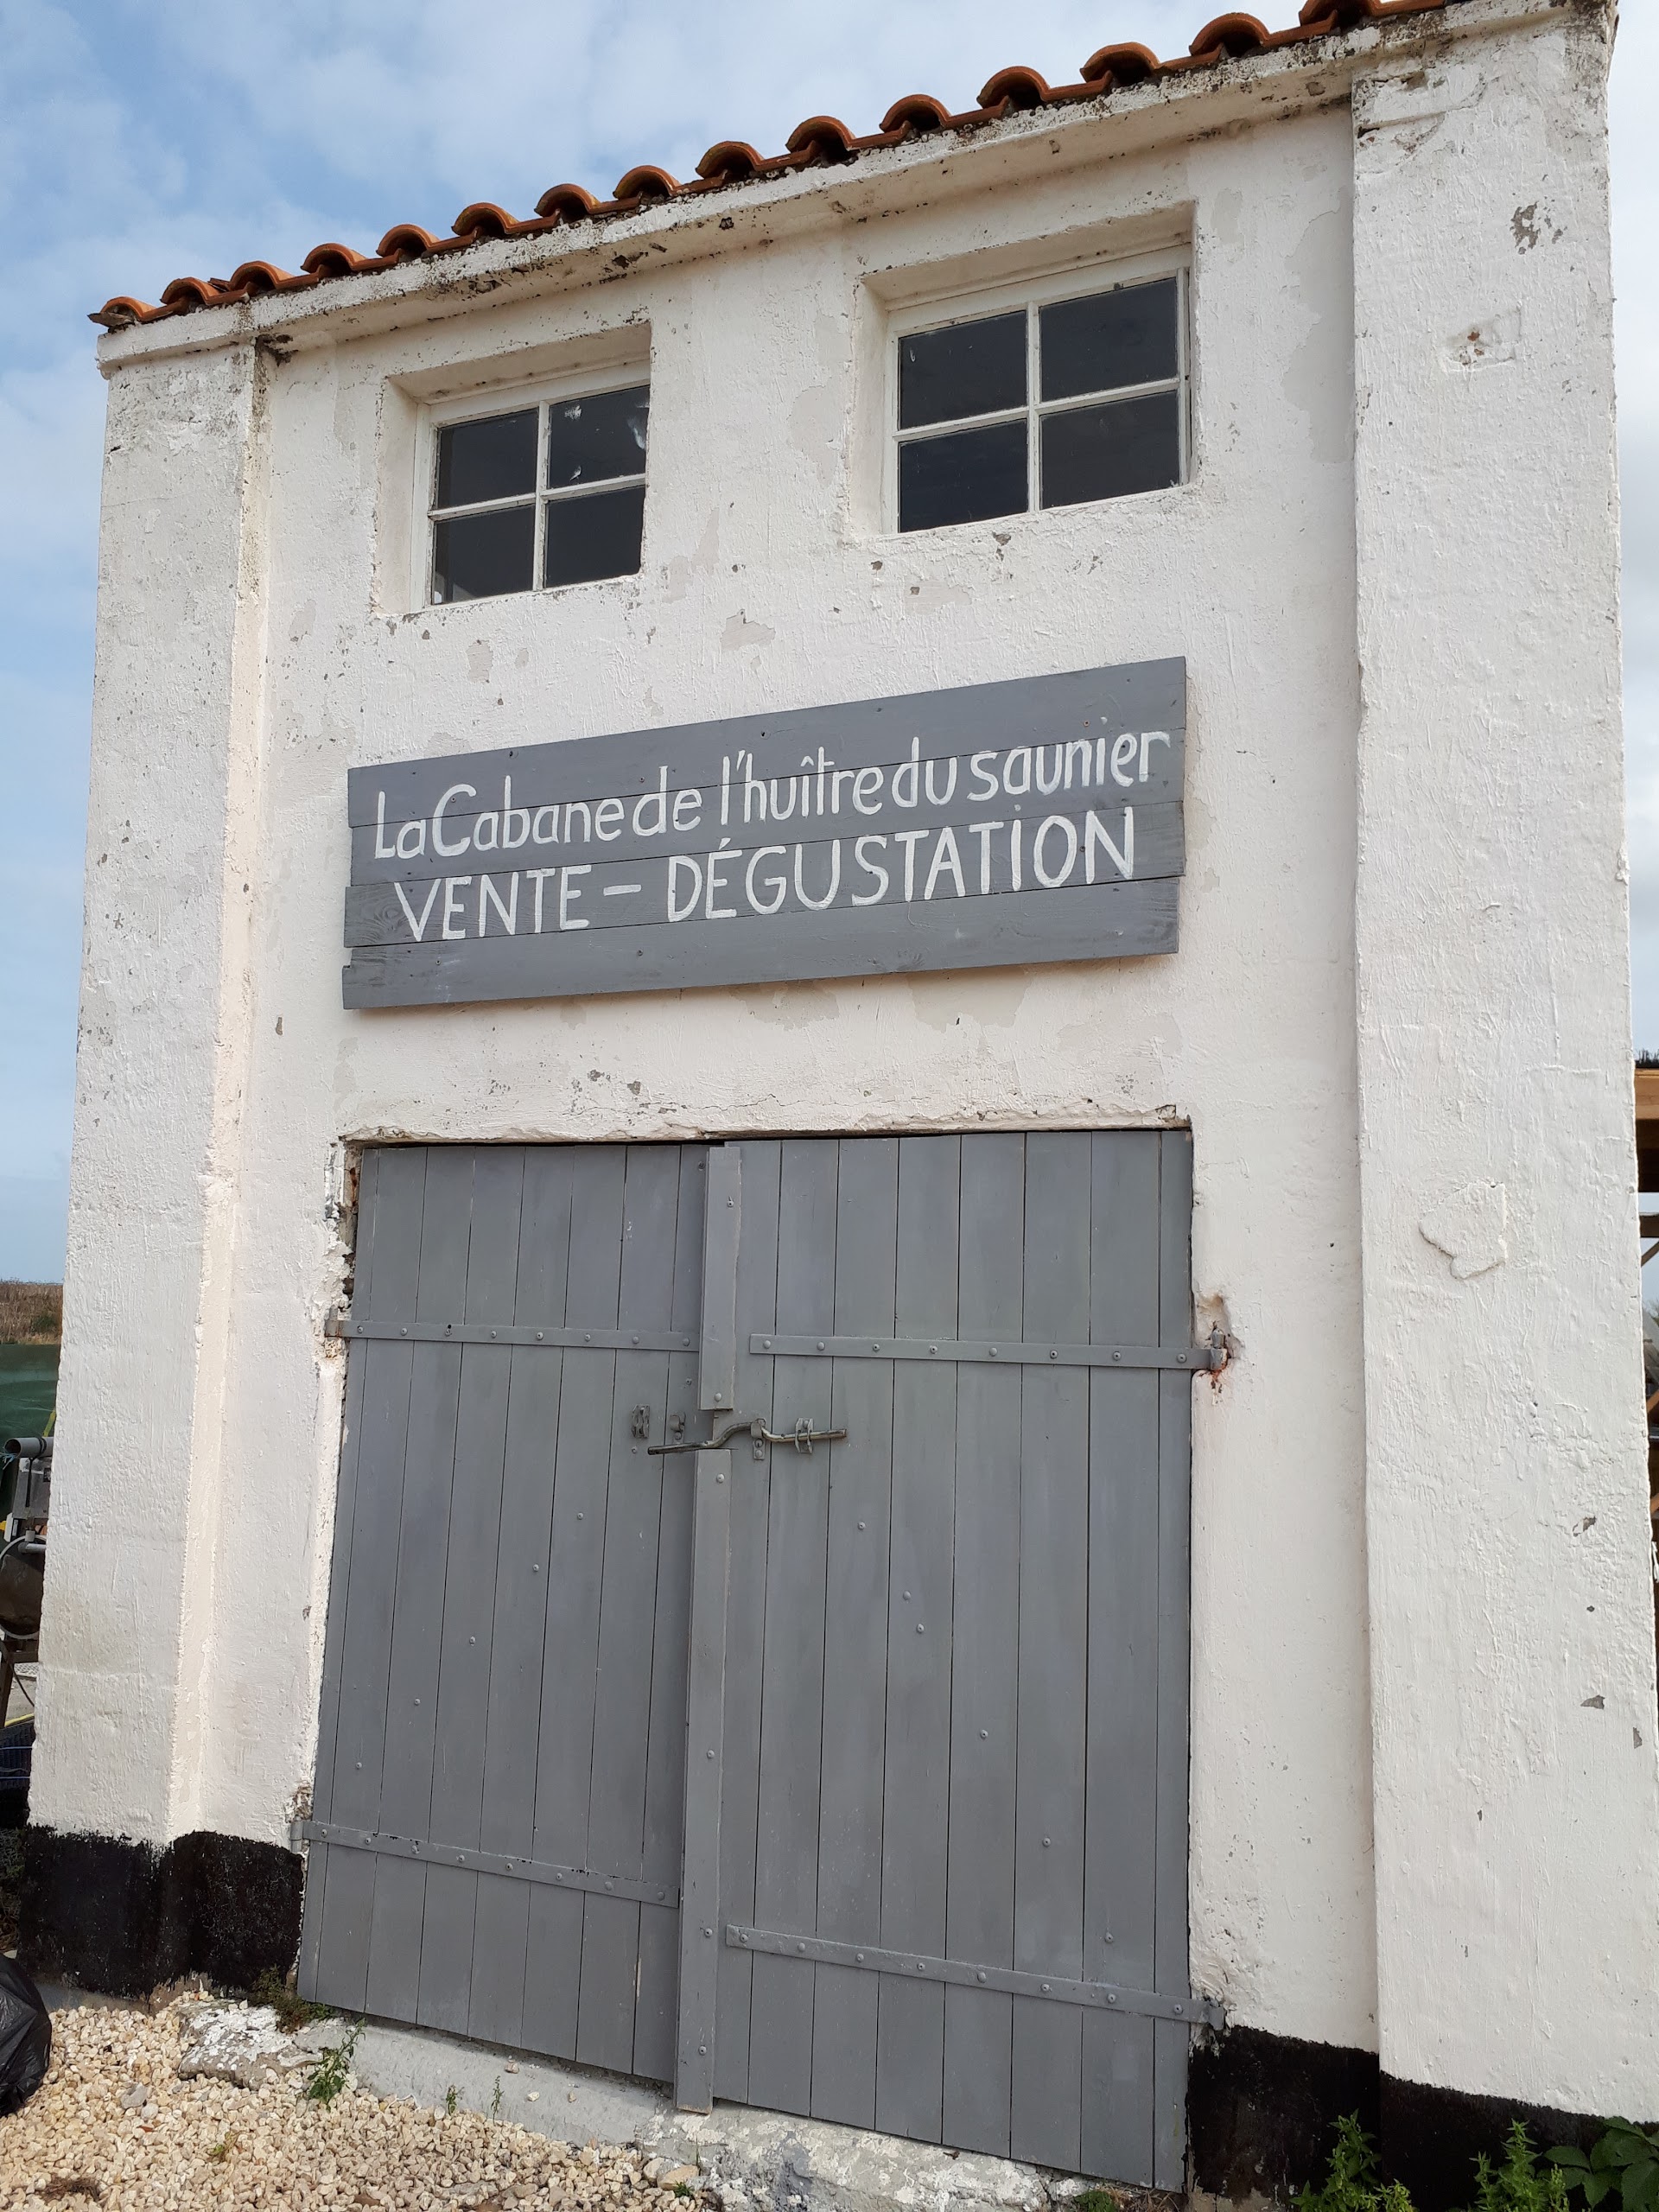 La Cabane de l'huître du saunier
VENTE - DÉGUSTATION